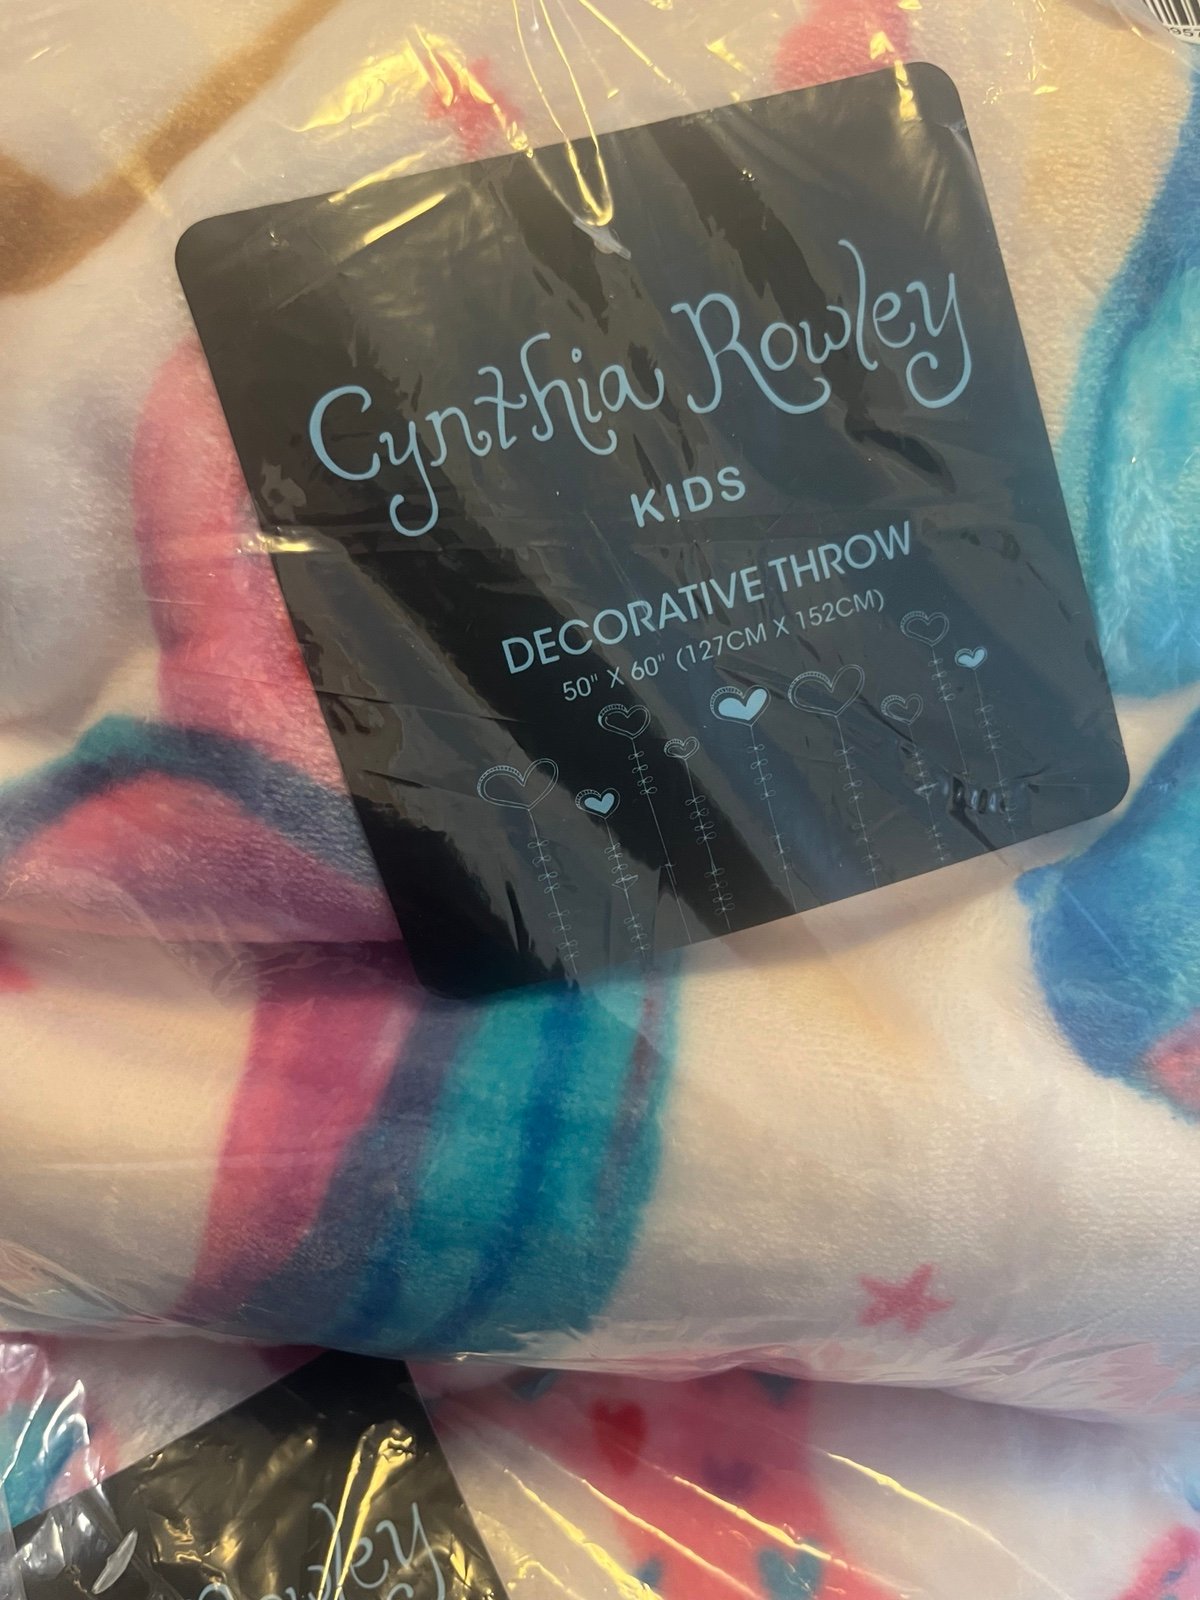 Cynthia Rowley
KIDS
DECORATIVE THROW
50" X 60" (127CM X 152CM)